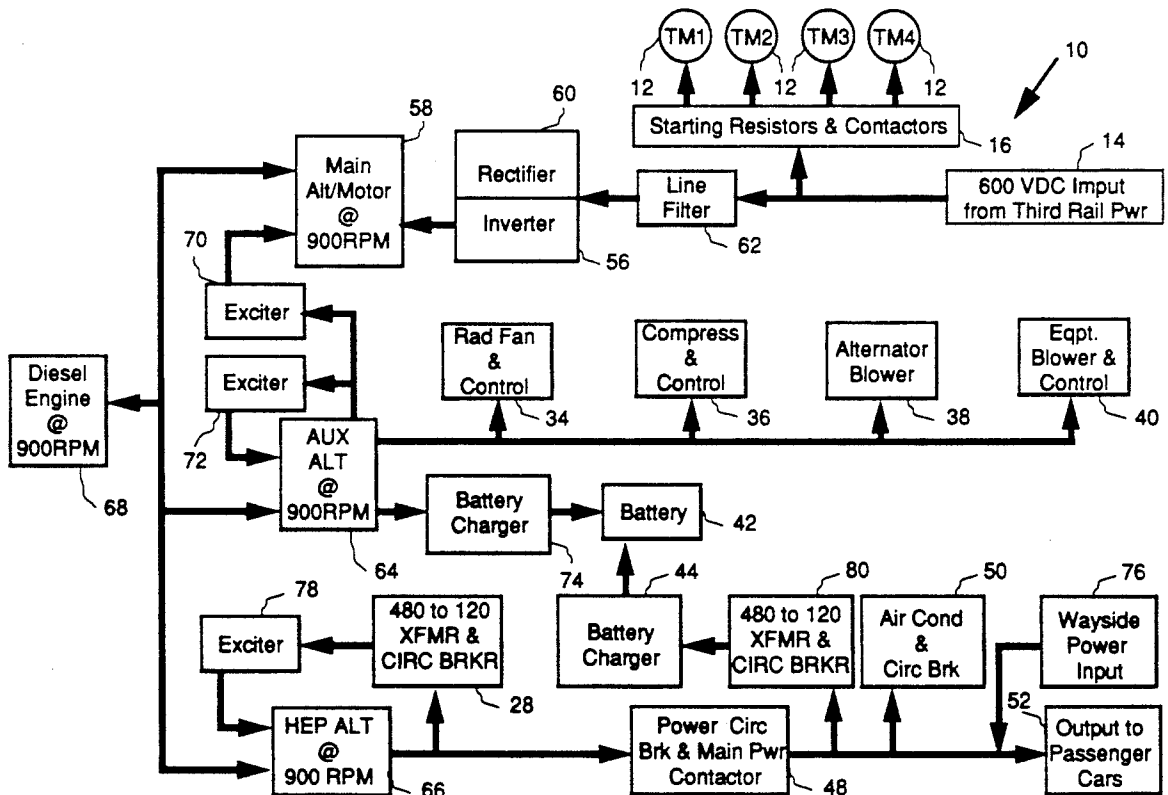 TM1
TM2
TM3
TM4
10
12
12
12
12
Starting Resistors & Contactors
16
14
600 VDC Imput
from Third Rail Pwr
58
Main
Alt/Motor
@
900RPM
60
Rectifier
Inverter
56
Line
Filter
62
70
Exciter
Exciter
72
Diesel
Engine
@
900RPM
68
Rad Fan
&
Control
34
Compress
&
Control
36
Alternator
Blower
38
Eqpt.
Blower &
Control
40
AUX
ALT
@
900RPM
64
Battery
Charger
74
Battery
42
78
Exciter
480 to 120
XFMR &
CIRC BRKR
28
44
Battery
Charger
80
480 to 120
XFMR &
CIRC BRKR
50
Air Cond
&
Circ Brk
76
Wayside
Power
Input
HEP ALT
@
900 RPM
66
Power Circ
Brk & Main Pwr
Contactor
48
52
Output to
Passenger
Cars